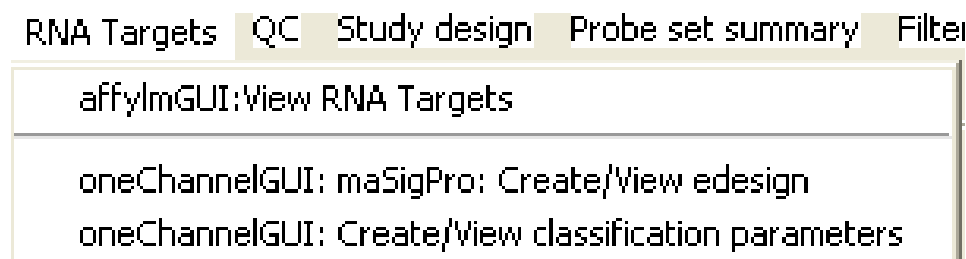 RNA Targets QC Study design Probe set summary Filter
affylmGUI:View RNA Targets
oneChannelGUI: maSigPro: Create/View edesign
oneChannelGUI: Create/View classification parameters